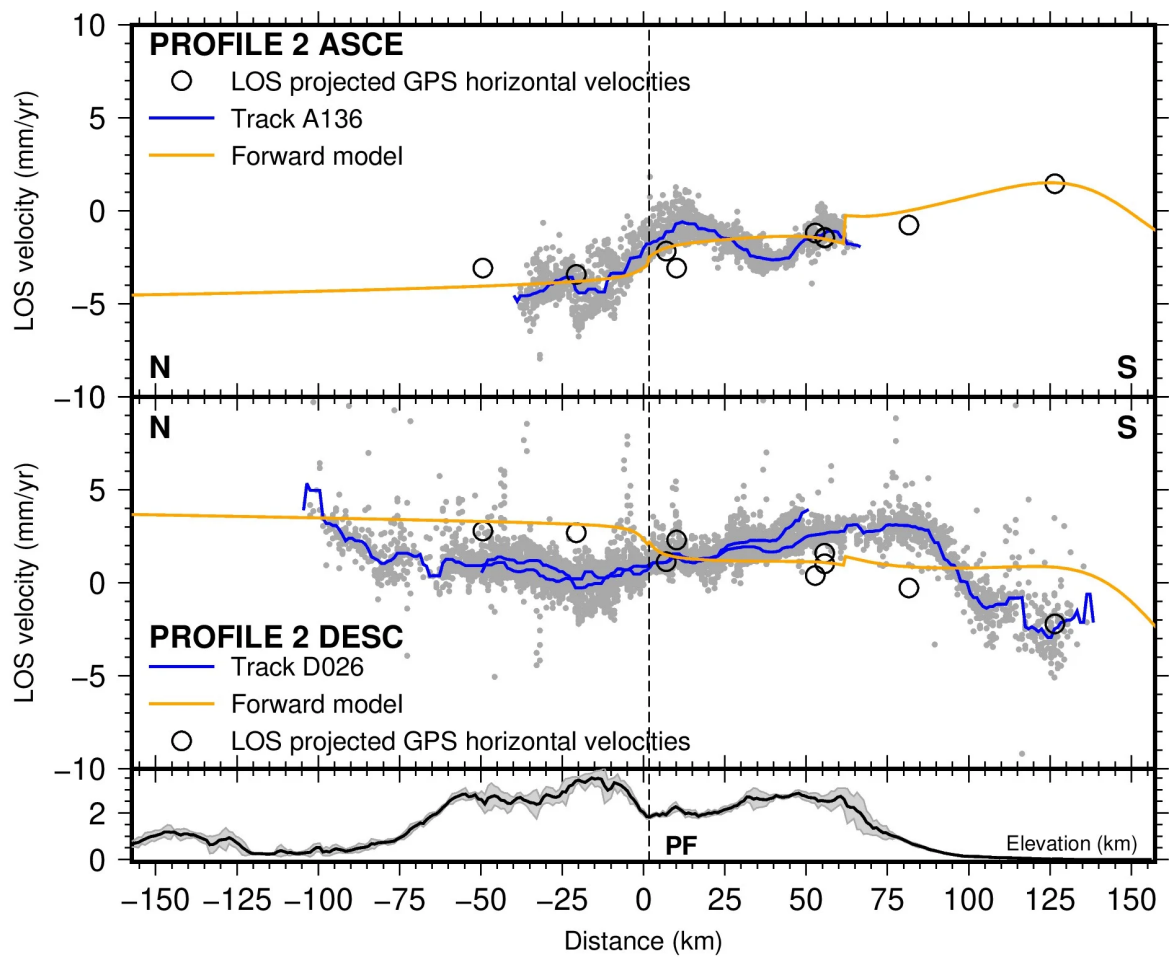 10
5
0
−5
−10
LOS velocity (mm/yr)
PROFILE 2 ASCE
LOS projected GPS horizontal velocities
Track A136
Forward model
N
S
5
0
−5
−10
LOS velocity (mm/yr)
N
S
PROFILE 2 DESC
Track D026
Forward model
LOS projected GPS horizontal velocities
2
0
PF
Elevation (km)
−150 −125 −100 −75 −50 −25 0 25 50 75 100 125 150
Distance (km)